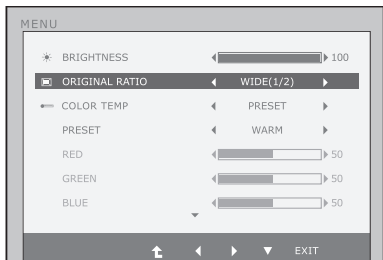 MENU
BRIGHTNESS 100
ORIGINAL RATIO WIDE(1/2)
COLOR TEMP PRESET
PRESET WARM
RED 50
GREEN 50
BLUE 50
EXIT